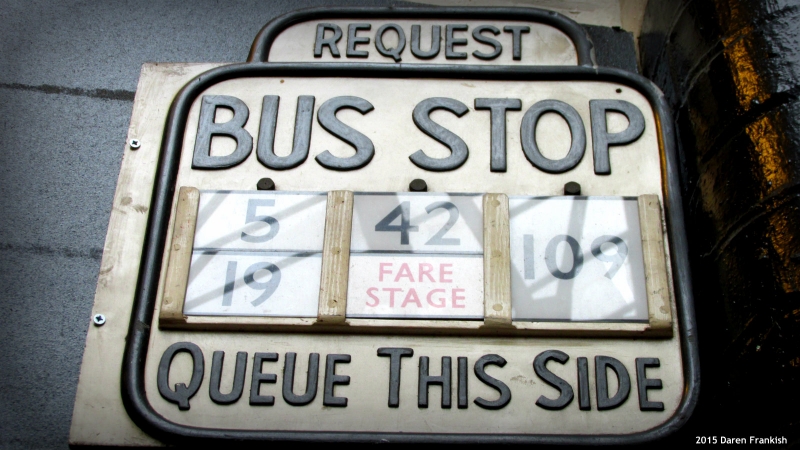 REQUEST
BUS STOP
5
19
42
FARE
STAGE
109
QUEUE THIS SIDE
2015 Daren Frankish